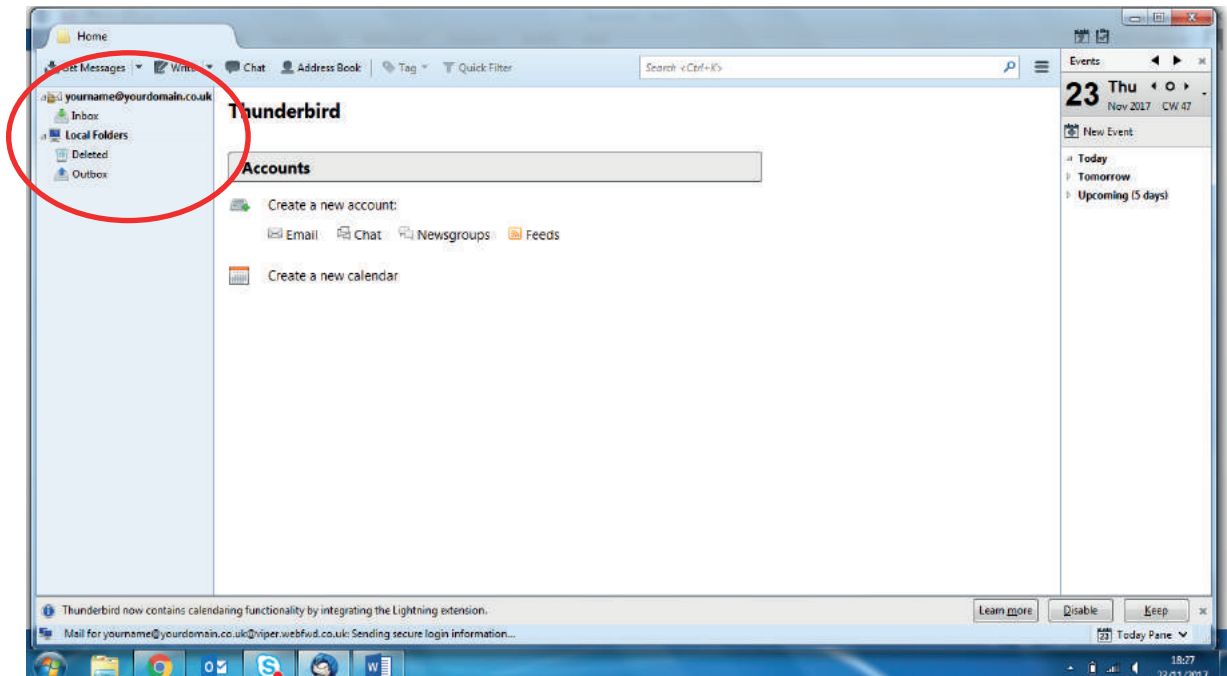 Home
Get Messages Write Chat Address Book Tag Quick Filter Search <Ctrl+K>
yourname@yourdomain.co.uk
Inbox
Local Folders
Deleted
Outbox
Thunderbird
Accounts
Create a new account:
Email Chat Newsgroups Feeds
Create a new calendar
Events
23 Thu
Nov 2017 CW 47
New Event
Today
Tomorrow
Upcoming (5 days)
Thunderbird now contains calendaring functionality by integrating the Lightning extension. Learn more Disable Keep
Mail for yourname@yourdomain.co.uk@viper.webfwd.co.uk: Sending secure login information... 23 Today Pane
18:27
23/11/2017